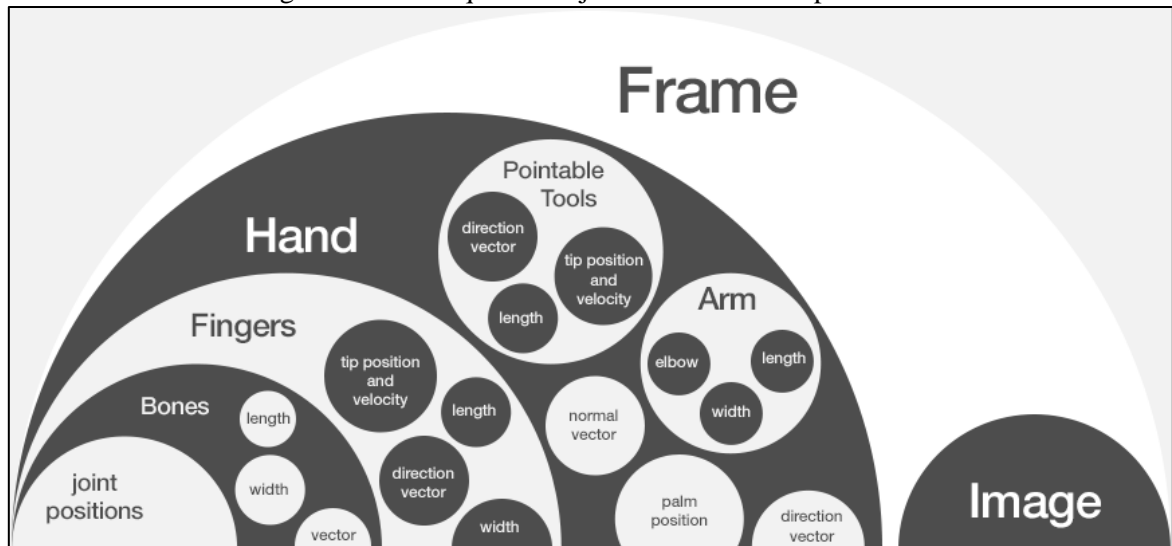 Frame
Pointable
Tools
direction
vector
tip position
and
velocity
length
Hand
Arm
elbow
length
width
Fingers
tip position
and
velocity
length
direction
vector
width
Bones
length
width
vector
joint
positions
normal
vector
palm
position
direction
vector
Image